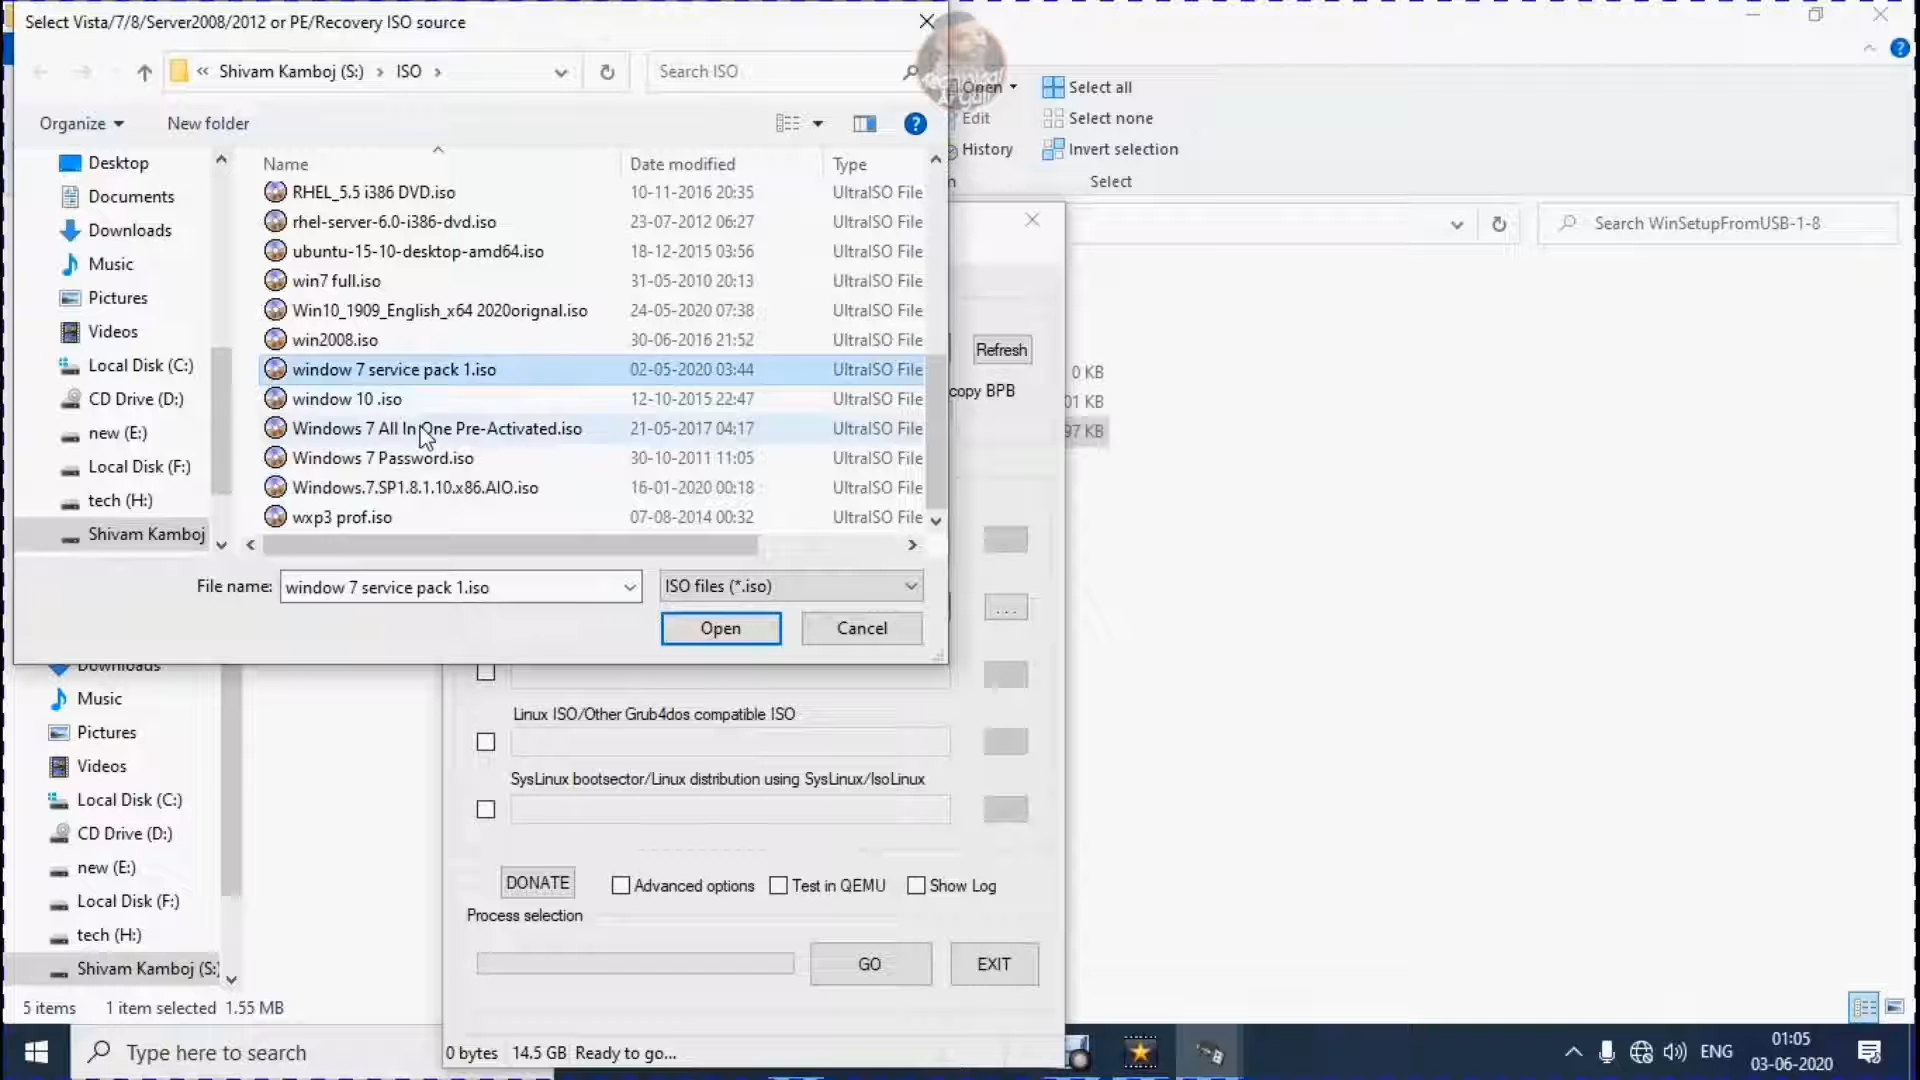 Select Vista/7/8/Server2008/2012 or PE/Recovery ISO source
« Shivam Kamboj (S:) › ISO ›
Search ISO
Organize
New folder
Open
Edit
History
Select all
Select none
Invert selection
Select
Search WinSetupFromUSB-1-8
Name Date modified Type
RHEL_5.5 i386 DVD.iso 10-11-2016 20:35 UltraISO File
rhel-server-6.0-i386-dvd.iso 23-07-2012 06:27 UltraISO File
ubuntu-15-10-desktop-amd64.iso 18-12-2015 03:56 UltraISO File
win7 full.iso 31-05-2010 20:13 UltraISO File
Win10_1909_English_x64 2020orignal.iso 24-05-2020 07:38 UltraISO File
win2008.iso 30-06-2016 21:52 UltraISO File
window 7 service pack 1.iso 02-05-2020 03:44 UltraISO File
window 10 .iso 12-10-2015 22:47 UltraISO File
Windows 7 All In One Pre-Activated.iso 21-05-2017 04:17 UltraISO File
Windows 7 Password.iso 30-10-2011 11:05 UltraISO File
Windows.7.SP1.8.1.10.x86.AIO.iso 16-01-2020 00:18 UltraISO File
wxp3 prof.iso 07-08-2014 00:32 UltraISO File
Desktop
Documents
Downloads
Music
Pictures
Videos
Local Disk (C:)
CD Drive (D:)
new (E:)
Local Disk (F:)
tech (H:)
Shivam Kamboj
File name: window 7 service pack 1.iso ISO files (*.iso)
Open Cancel
Refresh
copy BPB
0 KB
01 KB
97 KB
...
Downloads
Music
Pictures
Videos
Local Disk (C:)
CD Drive (D:)
new (E:)
Local Disk (F:)
tech (H:)
Shivam Kamboj (S:)
Linux ISO/Other Grub4dos compatible ISO
SysLinux bootsector/Linux distribution using SysLinux/IsoLinux
DONATE Advanced options Test in QEMU Show Log
Process selection
GO EXIT
5 items 1 item selected 1.55 MB
0 bytes 14.5 GB Ready to go...
Type here to search
ENG
01:05
03-06-2020